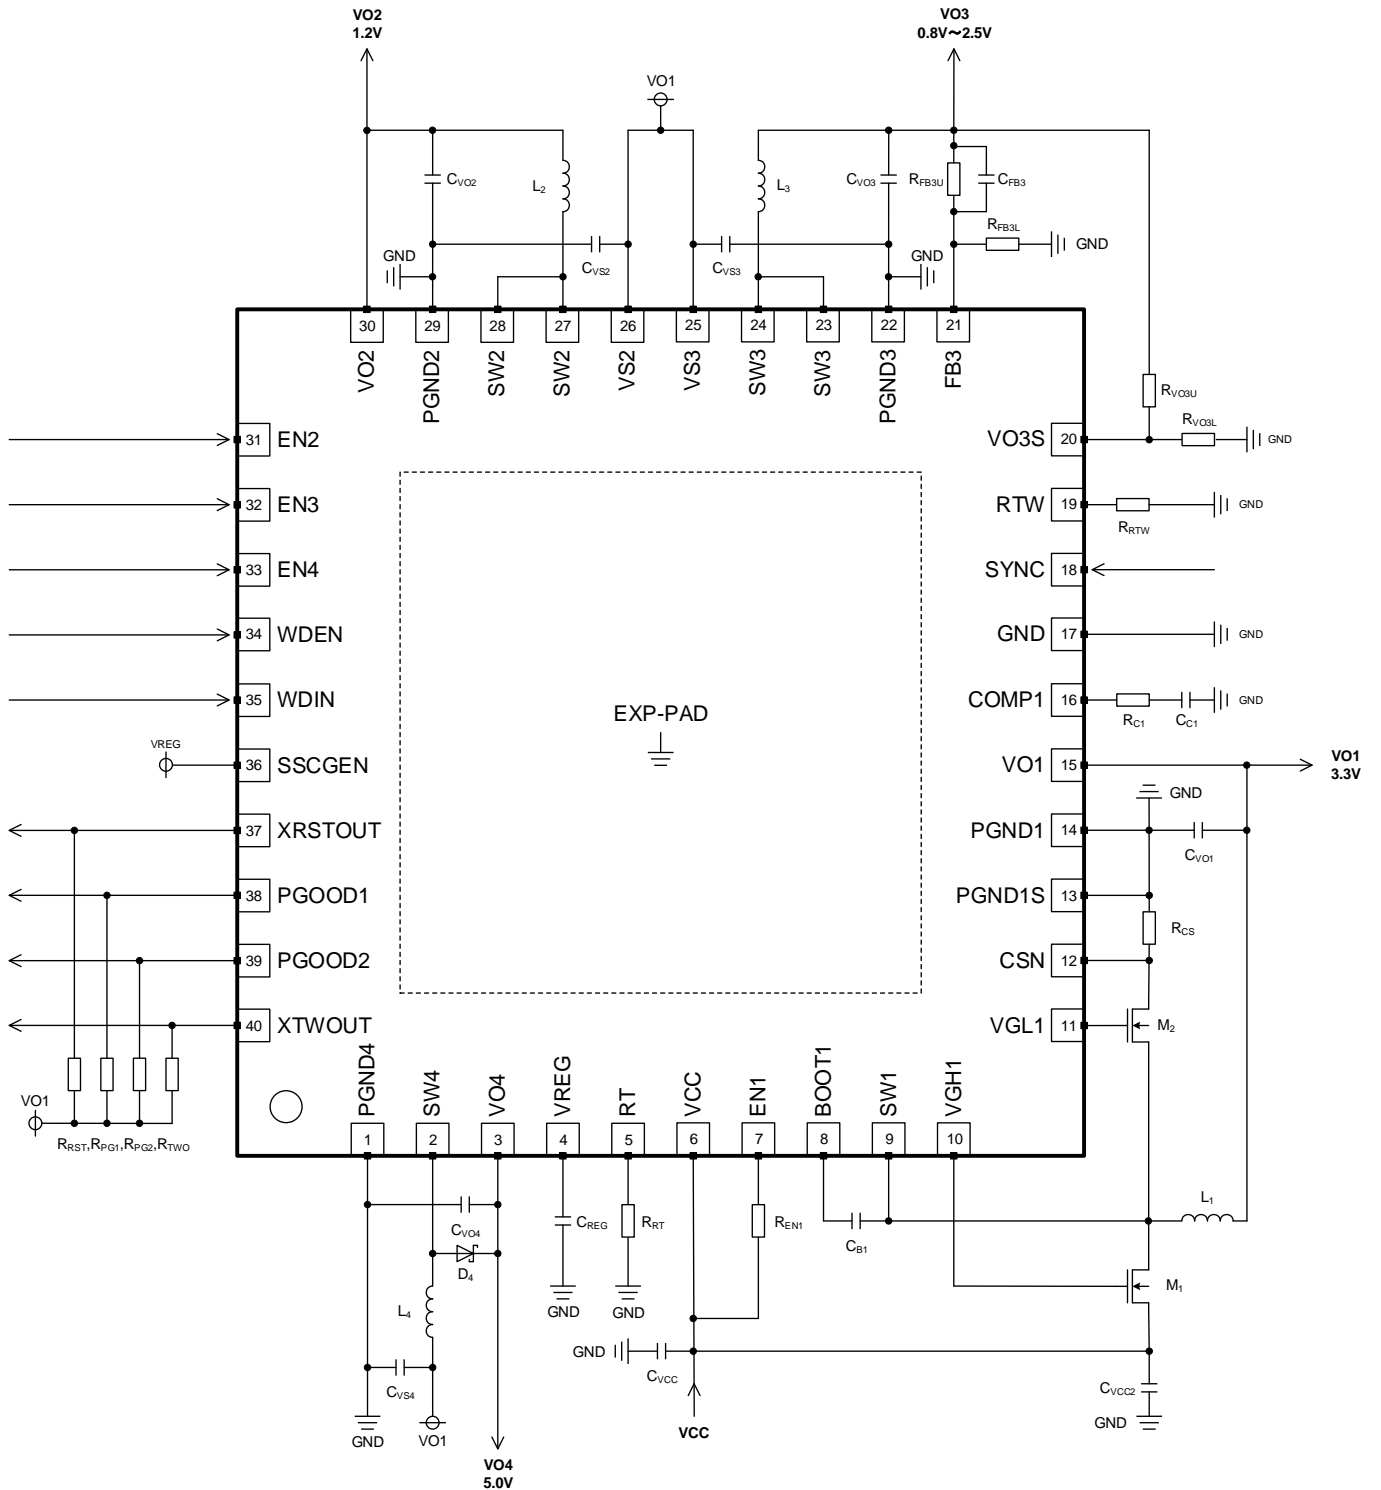 VO2
1.2V
VO3
0.8V～2.5V
VO1
CVO2
L2
L3
CVO3
RFB3U
CFB3
GND
CVS2
CVS3
GND
RFB3L
GND
30
29
28
27
26
25
24
23
22
21
VO2
PGND2
SW2
SW2
VS2
VS3
SW3
SW3
PGND3
FB3
RVO3U
RVO3L
GND
31 EN2
32 EN3
33 EN4
34 WDEN
35 WDIN
VREG
36 SSCGEN
37 XRSTOUT
38 PGOOD1
39 PGOOD2
40 XTWOUT
EXP-PAD
VO3S 20
RTW 19
RRTW
GND
SYNC 18
GND 17
GND
COMP1 16
RC1
CC1
GND
VO1 15
VO1
3.3V
GND
PGND1 14
CVO1
PGND1S 13
RCS
CSN 12
VGL1 11
M2
VO1
RRST,RPG1,RPG2,RTWO
PGND4
SW4
VO4
VREG
RT
VCC
EN1
BOOT1
SW1
VGH1
1
2
3
4
5
6
7
8
9
10
CVO4
D4
L4
CVS4
GND
VO1
VO4
5.0V
CREG
GND
RRT
GND
REN1
CB1
L1
M1
GND
CVCC
VCC
CVCC2
GND